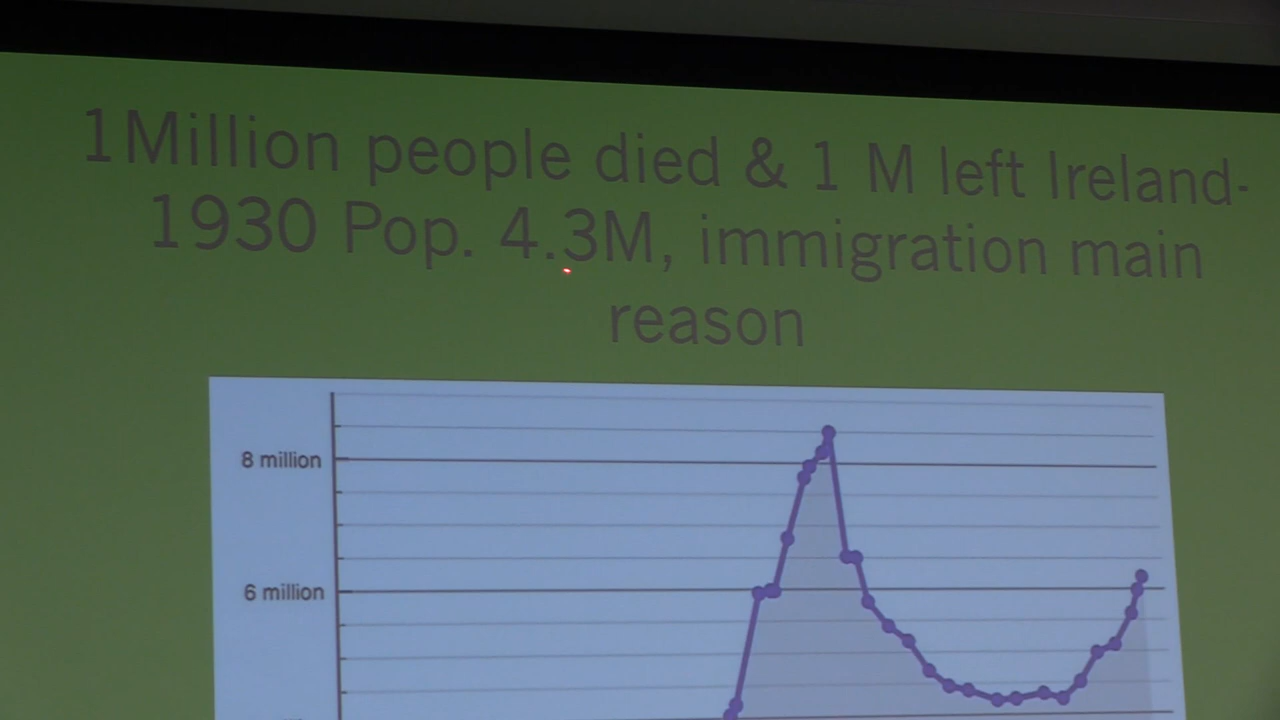 1Million people died & 1 M left Ireland-
1930 Pop. 4.3M, immigration main
reason
8 million
6 million